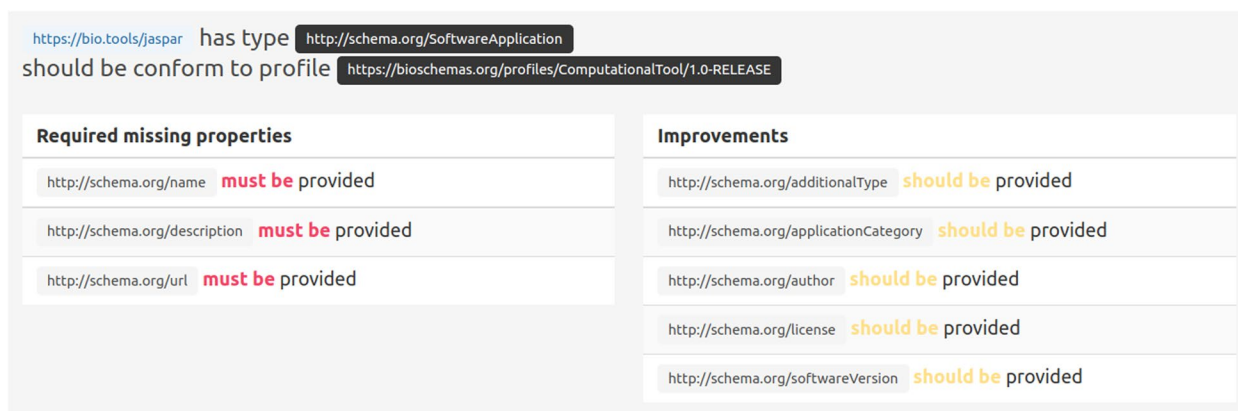 https://bio.tools/jaspar has type http://schema.org/SoftwareApplication
should be conform to profile https://bioschemas.org/profiles/ComputationalTool/1.0-RELEASE
Required missing properties
http://schema.org/name must be provided
http://schema.org/description must be provided
http://schema.org/url must be provided
Improvements
http://schema.org/additionalType should be provided
http://schema.org/applicationCategory should be provided
http://schema.org/author should be provided
http://schema.org/license should be provided
http://schema.org/softwareVersion should be provided